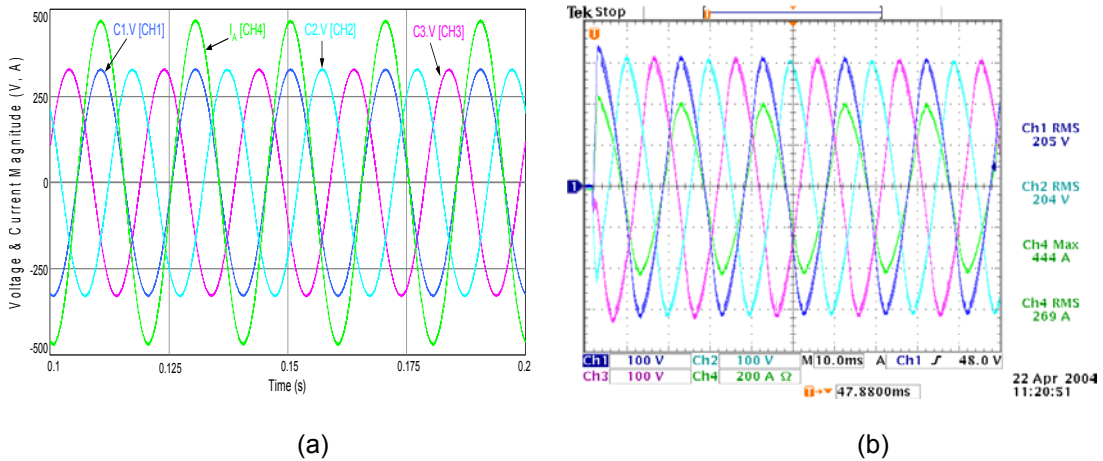 Voltage & Current Magnitude (V, A)
500
250
0
-250
-500
C1.V [CH1]
IA [CH4]
C2.V [CH2]
C3.V [CH3]
0.1
0.125
0.15
0.175
0.2
Time (s)
(a)
Tek Stop
T
T
1
Ch1 RMS
205 V
Ch2 RMS
204 V
Ch4 Max
444 A
Ch4 RMS
269 A
Ch1 100 V Ch2 100 V M 10.0ms A Ch1 48.0 V
Ch3 100 V Ch4 200 A Ω
T 47.8800ms
22 Apr 2004
11:20:51
(b)